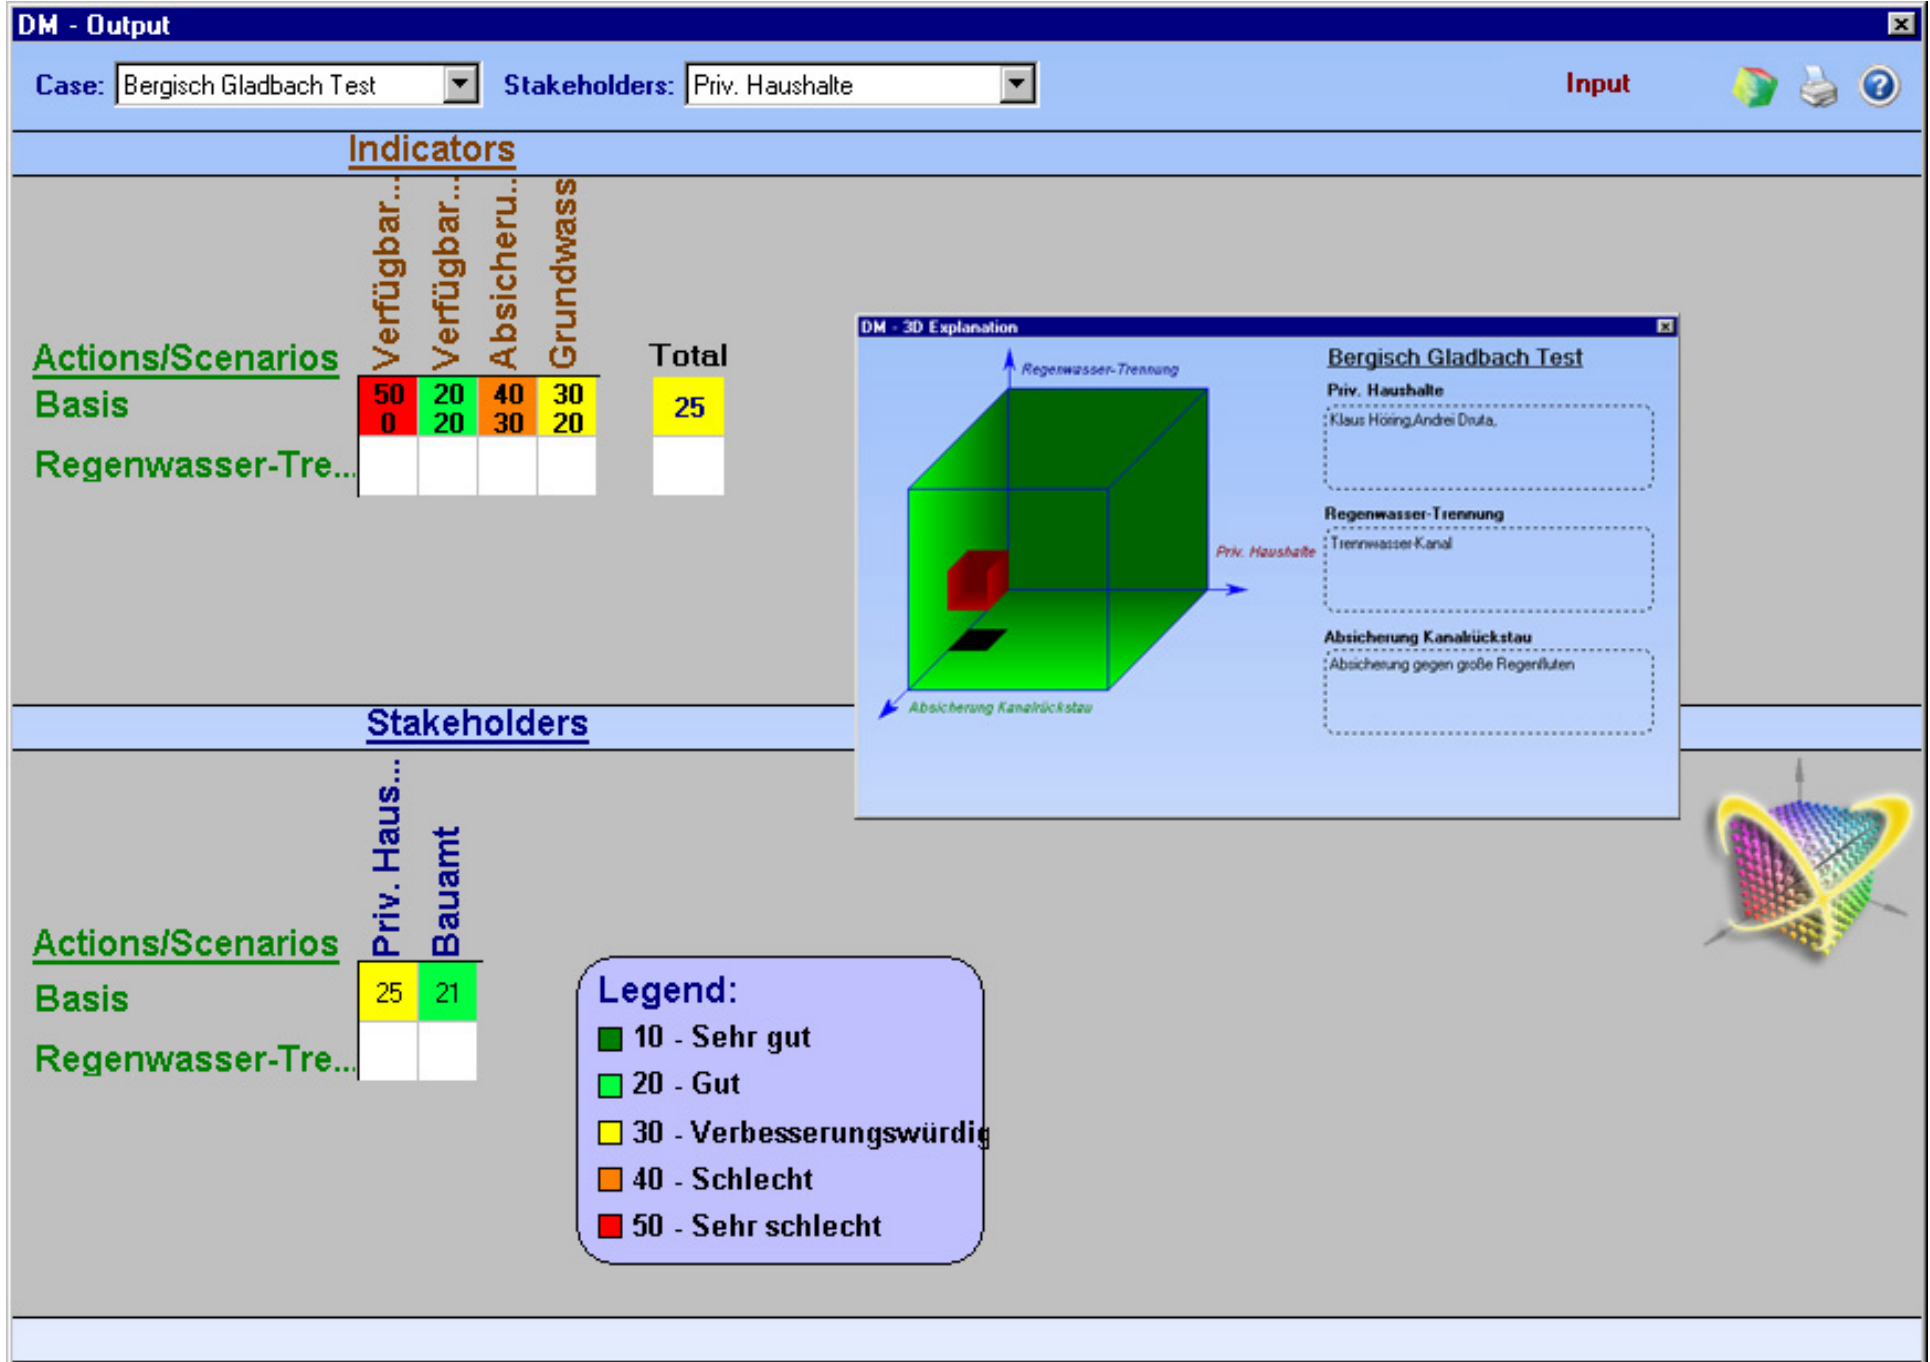 DM - Output
Case: Bergisch Gladbach Test Stakeholders: Priv. Haushalte Input
Indicators
Verfügbar...
Verfügbar...
Absicheru...
Grundwass
Actions/Scenarios Total
Basis 50 20 40 30 25
0 20 30 20
Regenwasser-Tre...
DM - 3D Explanation
Regenwasser-Trennung
Priv. Haushalte
Absicherung Kanalrückstau
Bergisch Gladbach Test
Priv. Haushalte
Klaus Höring,Andrei Druta,
Regenwasser-Trennung
Trennwasser-Kanal
Absicherung Kanalrückstau
Absicherung gegen große Regenfluten
Stakeholders
Priv. Haus...
Bauamt
Actions/Scenarios
Basis 25 21
Regenwasser-Tre...
Legend:
10 - Sehr gut
20 - Gut
30 - Verbesserungswürdig
40 - Schlecht
50 - Sehr schlecht